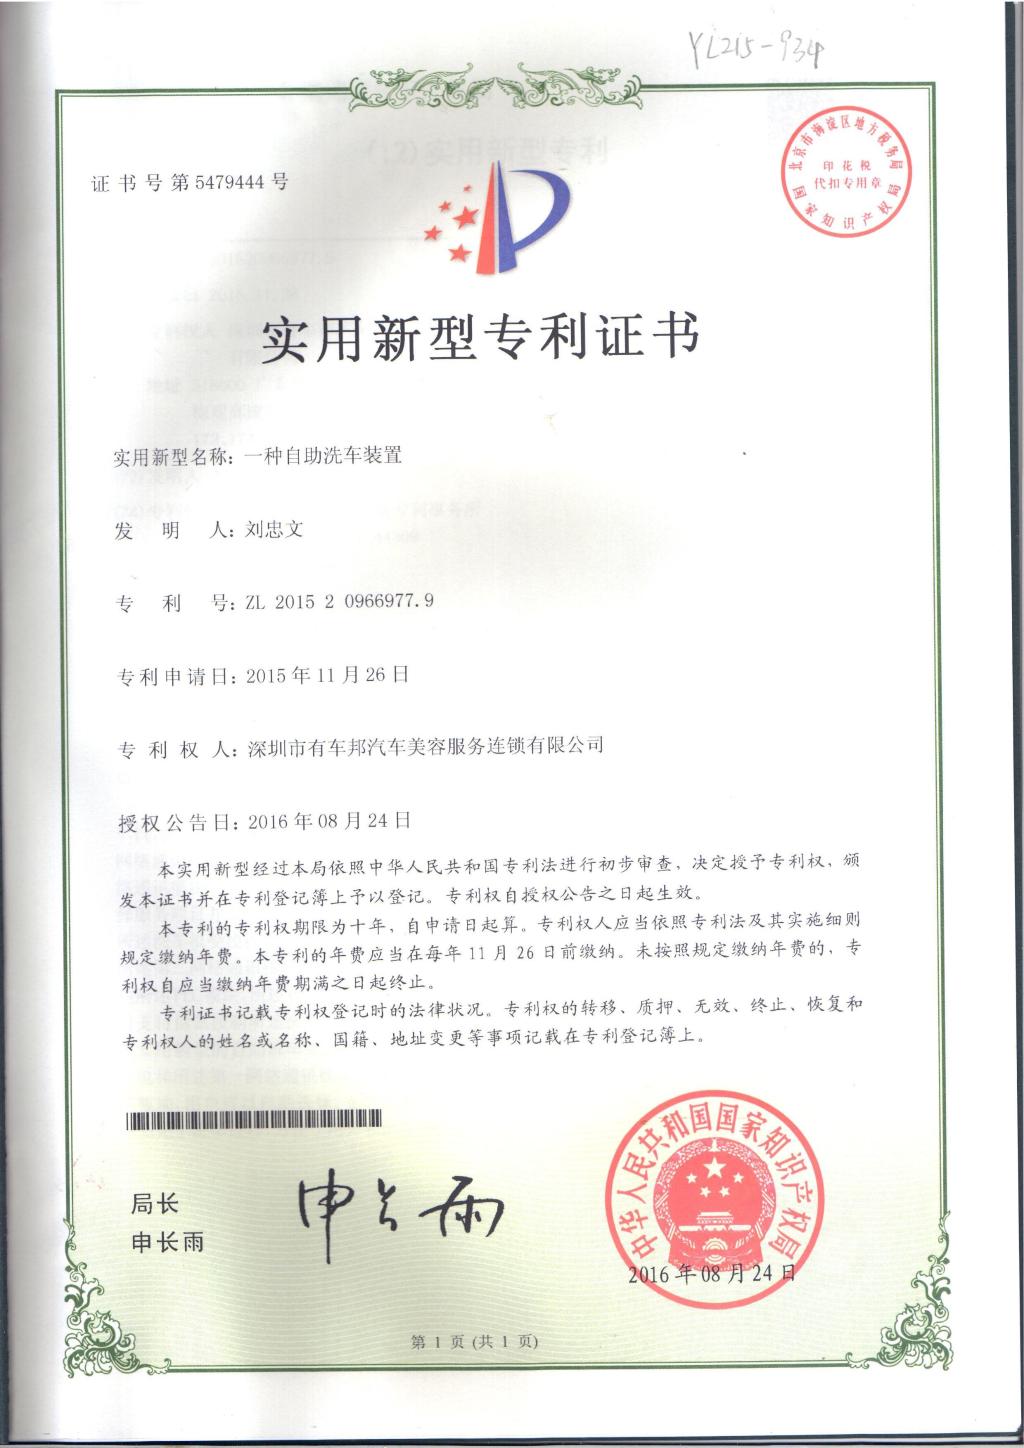 YL215-934
北京市海淀区地方税务局
印花税
代扣专用章
国家知识产权局
证书号第5479444号
实用新型专利证书
实用新型名称：一种自助洗车装置
发明人：刘忠文
专利号：ZL 2015 2 0966977.9
专利申请日：2015年11月26日
专利权人：深圳市有车邦汽车美容服务连锁有限公司
授权公告日：2016年08月24日
本实用新型经过本局依照中华人民共和国专利法进行初步审查，决定授予专利权，颁
发本证书并在专利登记簿上予以登记。专利权自授权公告之日起生效。
本专利的专利权期限为十年，自申请日起算。专利权人应当依照专利法及其实施细则
规定缴纳年费。本专利的年费应当在每年11月26日前缴纳。未按照规定缴纳年费的，专
利权自应当缴纳年费期满之日起终止。
专利证书记载专利权登记时的法律状况。专利权的转移、质押、无效、终止、恢复和
专利权人的姓名或名称、国籍、地址变更等事项记载在专利登记簿上。
局长
申长雨
申长雨
中华人民共和国国家知识产权局
2016年08月24日
第1页(共1页)